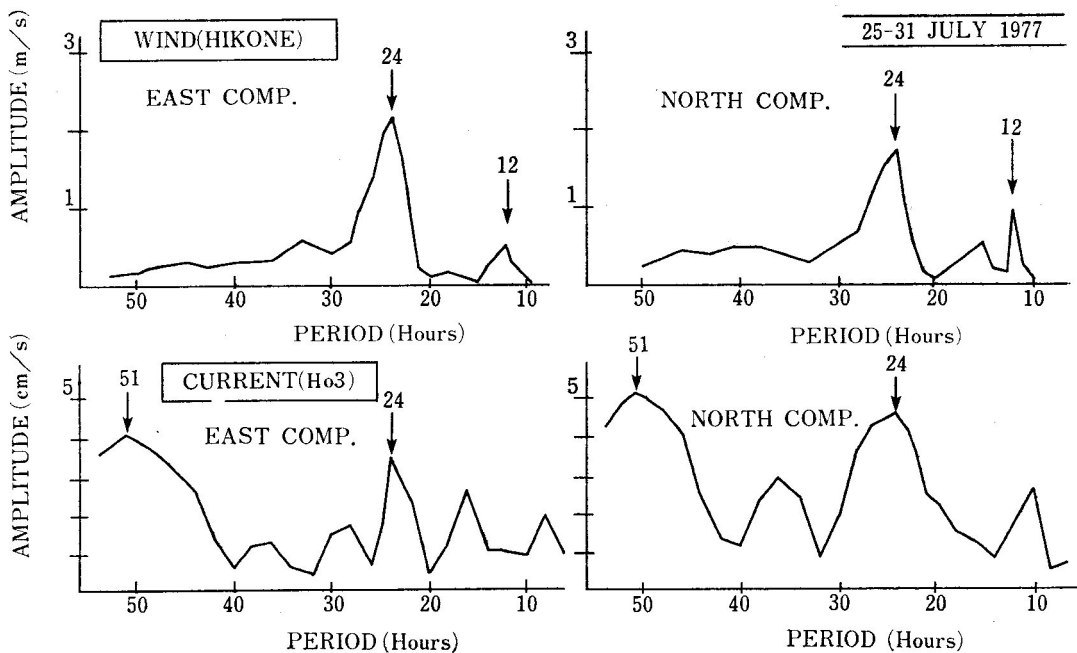 WIND(HIKONE)
25-31 JULY 1977
AMPLITUDE (m/s)
3
1
EAST COMP.
24
12
50 40 30 20 10
PERIOD (Hours)
3
1
NORTH COMP.
24
12
50 40 30 20 10
PERIOD (Hours)
AMPLITUDE (cm/s)
5
51
CURRENT(Ho3)
EAST COMP.
24
50 40 30 20 10
PERIOD (Hours)
5
51
NORTH COMP.
24
50 40 30 20 10
PERIOD (Hours)